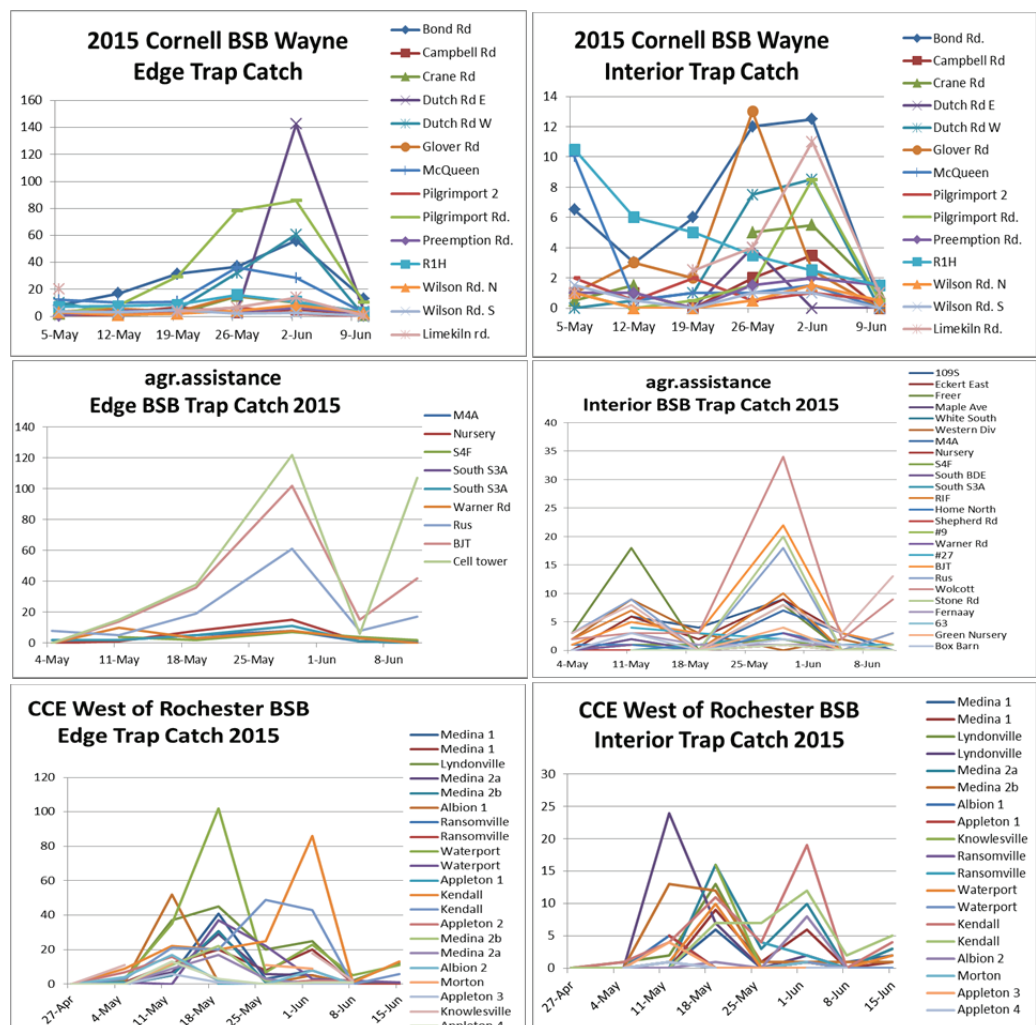 2015 Cornell BSB Wayne
Edge Trap Catch
160
140
120
100
80
60
40
20
0
5-May 12-May 19-May 26-May 2-Jun 9-Jun
Bond Rd
Campbell Rd
Crane Rd
Dutch Rd E
Dutch Rd W
Glover Rd
McQueen
Pilgrimport 2
Pilgrimport Rd.
Preemption Rd.
R1H
Wilson Rd. N
Wilson Rd. S
Limekiln rd.
2015 Cornell BSB Wayne
Interior Trap Catch
14
12
10
8
6
4
2
0
5-May 12-May 19-May 26-May 2-Jun 9-Jun
Bond Rd.
Campbell Rd
Crane Rd
Dutch Rd E
Dutch Rd W
Glover Rd
McQueen
Pilgrimport 2
Pilgrimport Rd.
Preemption Rd.
R1H
Wilson Rd. N
Wilson Rd. S
Limekiln Rd.
agr.assistance
Edge BSB Trap Catch 2015
140
120
100
80
60
40
20
0
4-May 11-May 18-May 25-May 1-Jun 8-Jun
M4A
Nursery
S4F
South S3A
South S3A
Warner Rd
Rus
BJT
Cell tower
agr.assistance
Interior BSB Trap Catch 2015
40
35
30
25
20
15
10
5
0
4-May 11-May 18-May 25-May 1-Jun 8-Jun
109S
Eckert East
Freer
Maple Ave
White South
Western Div
M4A
Nursery
S4F
South BDE
South S3A
RIF
Home North
Shepherd Rd
#9
Warner Rd
#27
BJT
Rus
Wolcott
Stone Rd
Fernaay
63
Green Nursery
Box Barn
CCE West of Rochester BSB
Edge Trap Catch 2015
120
100
80
60
40
20
0
27-Apr 4-May 11-May 18-May 25-May 1-Jun 8-Jun 15-Jun
Medina 1
Medina 1
Lyndonville
Medina 2a
Medina 2b
Albion 1
Ransomville
Ransomville
Waterport
Waterport
Appleton 1
Kendall
Kendall
Appleton 2
Medina 2b
Medina 2a
Albion 2
Morton
Appleton 3
Knowlesville
Appleton 4
CCE West of Rochester BSB
Interior Trap Catch 2015
30
25
20
15
10
5
0
27-Apr 4-May 11-May 18-May 25-May 1-Jun 8-Jun 15-Jun
Medina 1
Medina 1
Lyndonville
Lyndonville
Medina 2a
Medina 2b
Albion 1
Appleton 1
Knowlesville
Ransomville
Ransomville
Waterport
Waterport
Kendall
Kendall
Albion 2
Morton
Appleton 3
Appleton 4